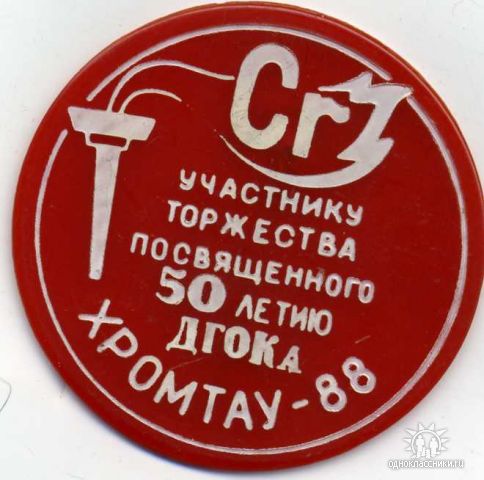 Cr
УЧАСТНИКУ
ТОРЖЕСТВА
ПОСВЯЩЕННОГО
50 ЛЕТИЮ
ДГОКА
ХРОМТАУ-88
одноклассники.ru